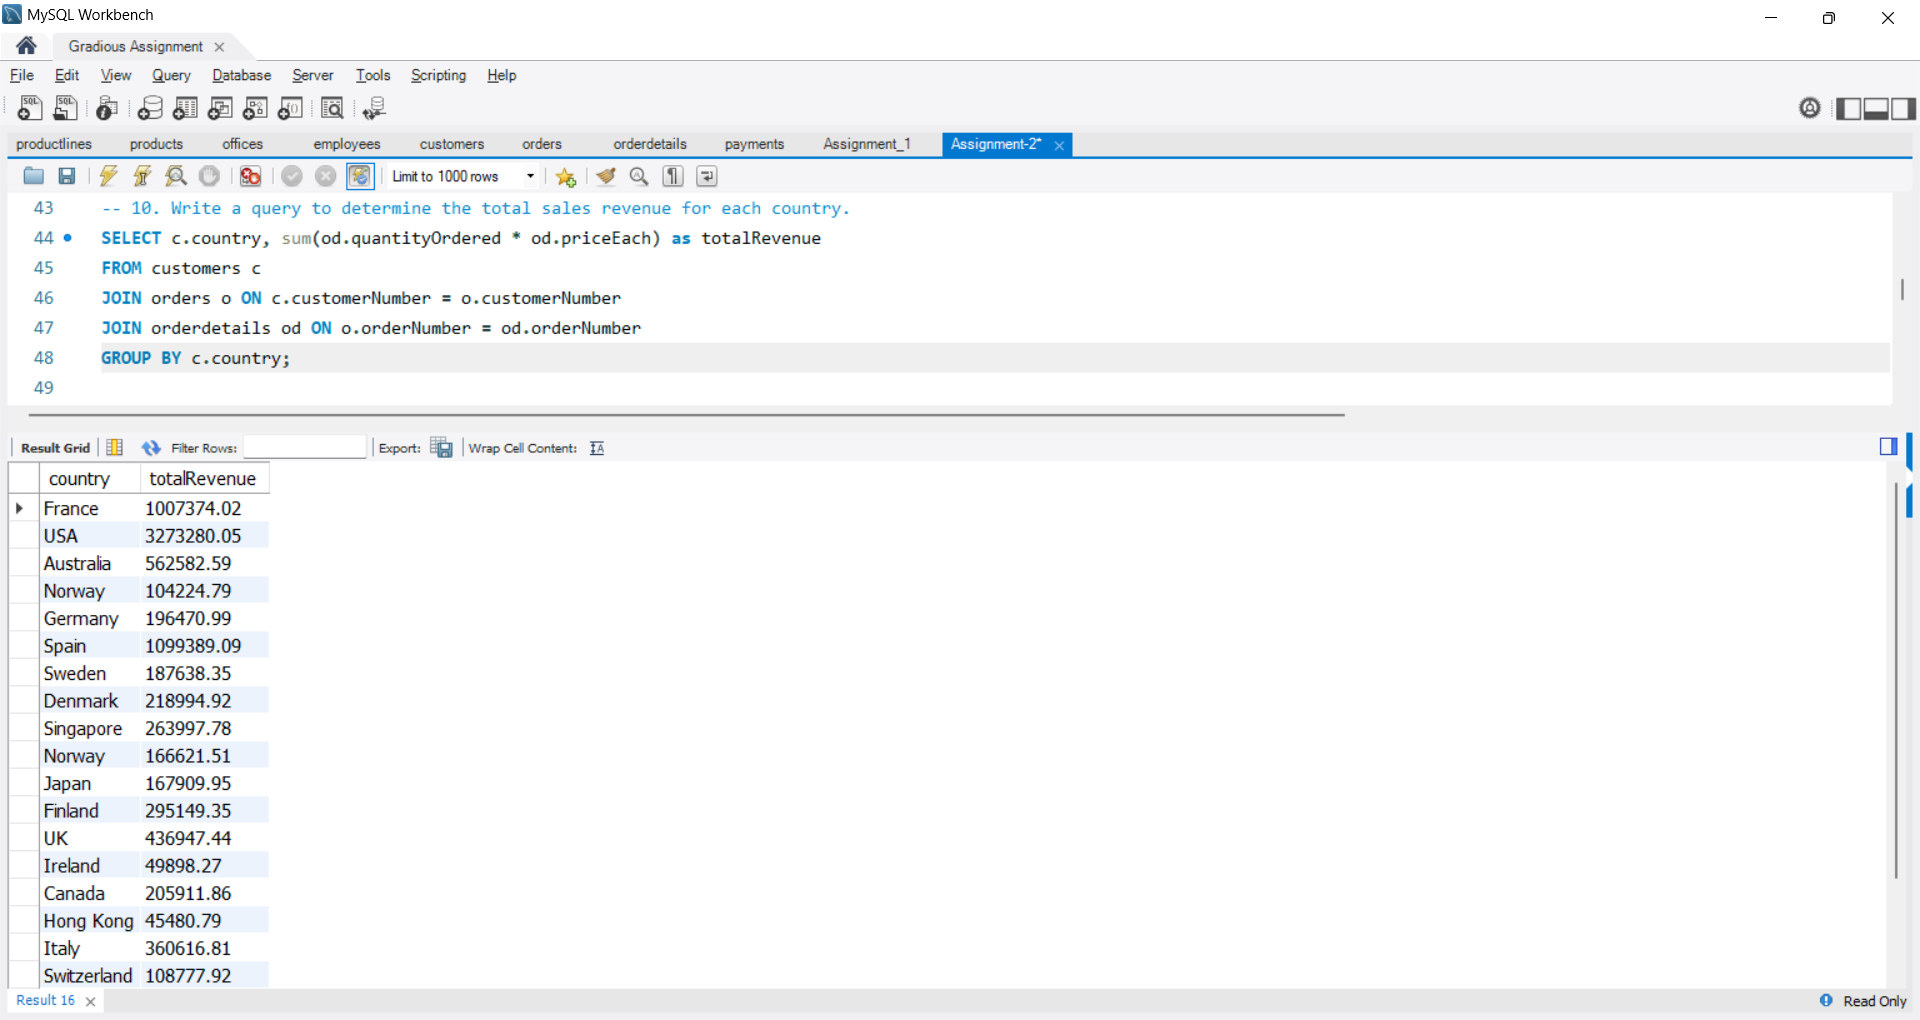 MySQL Workbench
Gradious Assignment
File Edit View Query Database Server Tools Scripting Help
productlines products offices employees customers orders orderdetails payments Assignment_1 Assignment-2*
Limit to 1000 rows
43 -- 10. Write a query to determine the total sales revenue for each country.
44 SELECT c.country, sum(od.quantityOrdered * od.priceEach) as totalRevenue
45 FROM customers c
46 JOIN orders o ON c.customerNumber = o.customerNumber
47 JOIN orderdetails od ON o.orderNumber = od.orderNumber
48 GROUP BY c.country;
49
Result Grid Filter Rows: Export: Wrap Cell Content:
country totalRevenue
France 1007374.02
USA 3273280.05
Australia 562582.59
Norway 104224.79
Germany 196470.99
Spain 1099389.09
Sweden 187638.35
Denmark 218994.92
Singapore 263997.78
Norway 166621.51
Japan 167909.95
Finland 295149.35
UK 436947.44
Ireland 49898.27
Canada 205911.86
Hong Kong 45480.79
Italy 360616.81
Switzerland 108777.92
Result 16 Read Only